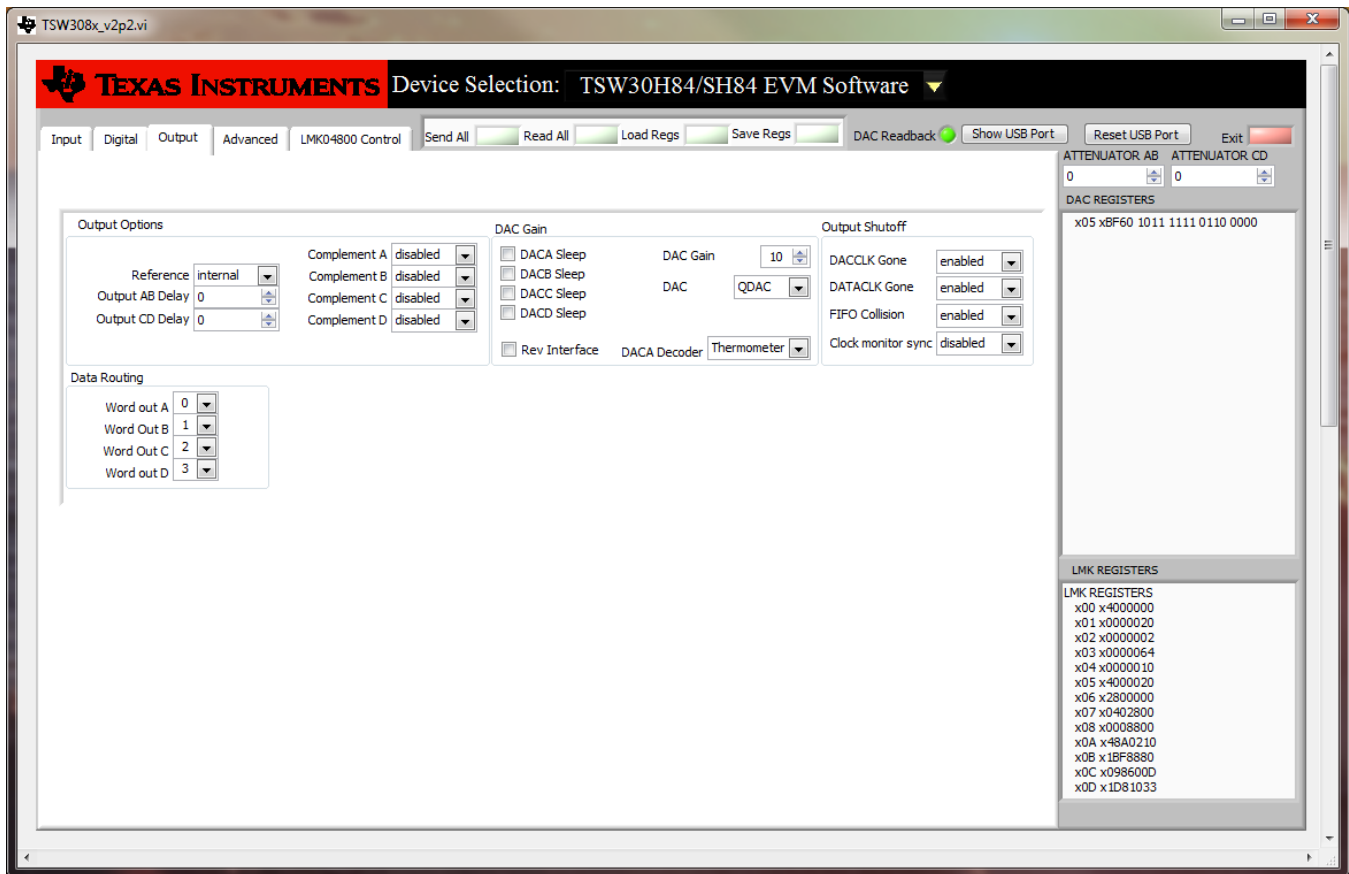 TSW308x_v2p2.vi
TEXAS INSTRUMENTS Device Selection: TSW30H84/SH84 EVM Software
Input Digital Output Advanced LMK04800 Control Send All Read All Load Regs Save Regs DAC Readback Show USB Port Reset USB Port Exit
ATTENUATOR AB ATTENUATOR CD
0 0
DAC REGISTERS
x05 xBF60 1011 1111 0110 0000
Output Options
Reference internal
Output AB Delay 0
Output CD Delay 0
Complement A disabled
Complement B disabled
Complement C disabled
Complement D disabled
DAC Gain
DACA Sleep
DACB Sleep
DACC Sleep
DACD Sleep
Rev Interface
DAC Gain 10
DAC QDAC
DACA Decoder Thermometer
Output Shutoff
DACCLK Gone enabled
DATACLK Gone enabled
FIFO Collision enabled
Clock monitor sync disabled
Data Routing
Word out A 0
Word Out B 1
Word Out C 2
Word out D 3
LMK REGISTERS
LMK REGISTERS
x00 x4000000
x01 x0000020
x02 x0000002
x03 x0000064
x04 x0000010
x05 x4000020
x06 x2800000
x07 x0402800
x08 x0008800
x0A x48A0210
x0B x1BF8880
x0C x098600D
x0D x1D81033